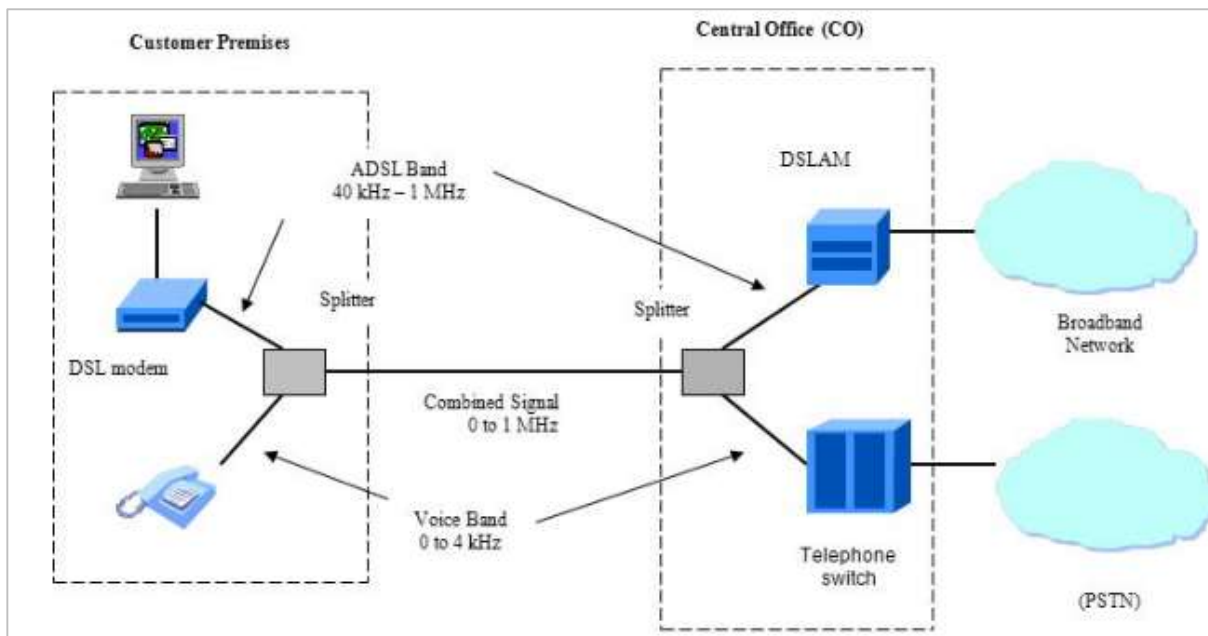 Customer Premises
Central Office (CO)
ADSL Band
40 kHz – 1 MHz
DSLAM
Splitter
Splitter
Broadband
Network
DSL modem
Combined Signal
0 to 1 MHz
Voice Band
0 to 4 kHz
Telephone
switch
(PSTN)